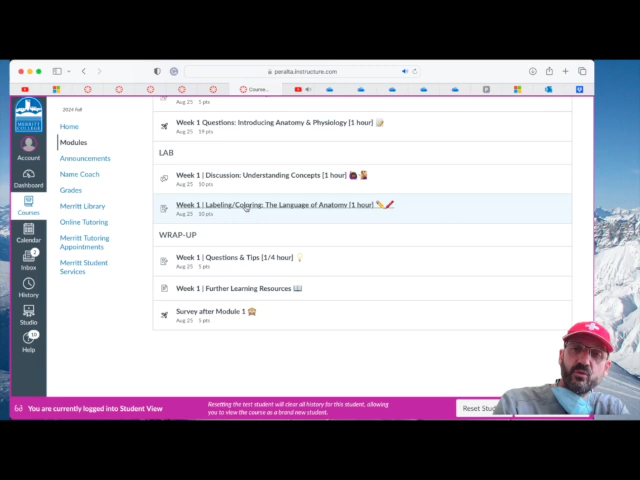 peralta.instructure.com
Course...
MERRITT COLLEGE
Account
Dashboard
Courses
Calendar
Inbox
History
Studio
10
Help
2024 Fall
Home
Modules
Announcements
Name Coach
Grades
Merritt Library
Online Tutoring
Merritt Tutoring
Appointments
Merritt Student
Services
Aug 25 5 pts
Week 1 Questions: Introducing Anatomy & Physiology [1 hour]
Aug 25 19 pts
LAB
Week 1 | Discussion: Understanding Concepts [1 hour]
Aug 25 10 pts
Week 1 | Labeling/Coloring: The Language of Anatomy [1 hour]
Aug 25 10 pts
WRAP-UP
Week 1 | Questions & Tips [1/4 hour]
Aug 25 5 pts
Week 1 | Further Learning Resources
Survey after Module 1
Aug 25 5 pts
You are currently logged into Student View
Resetting the test student will clear all history for this student, allowing
you to view the course as a brand new student.
Reset Stud